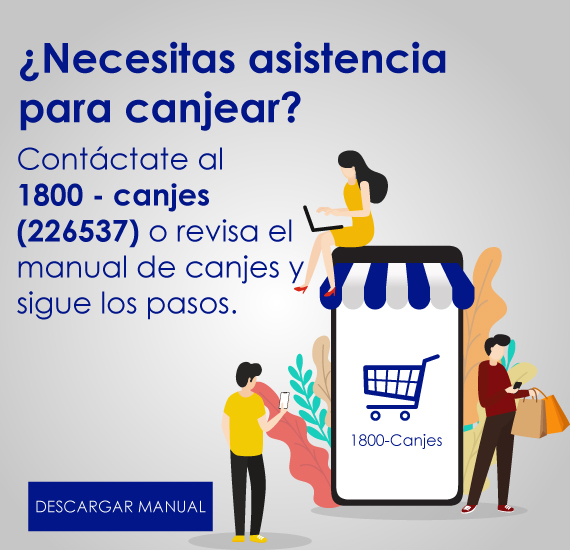 ¿Necesitas asistencia
para canjear?
Contáctate al
1800 - canjes
(226537) o revisa el
manual de canjes y
sigue los pasos.
1800-Canjes
DESCARGAR MANUAL